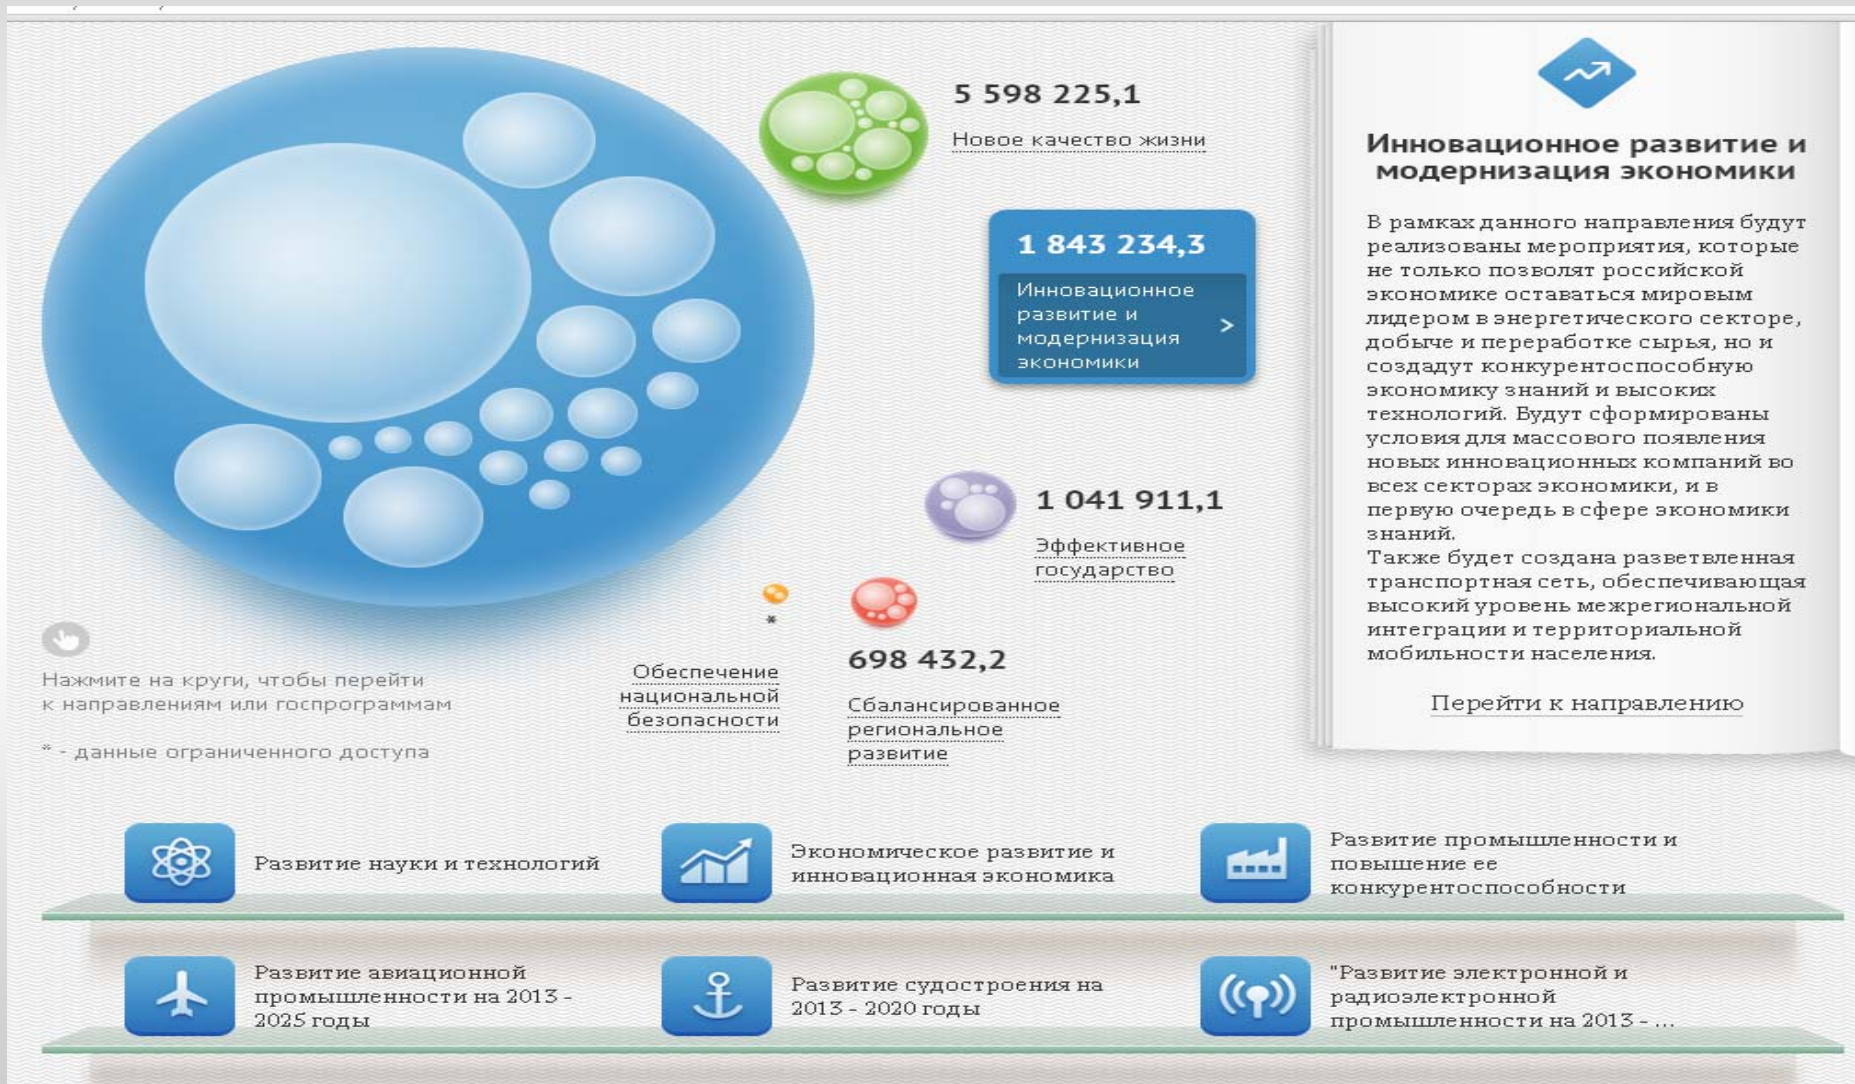 5 598 225,1
Новое качество жизни
1 843 234,3
Инновационное
развитие и
модернизация
экономики
>
1 041 911,1
Эффективное
государство
*
698 432,2
Сбалансированное
региональное
развитие
Обеспечение
национальной
безопасности
Нажмите на круги, чтобы перейти
к направлениям или госпрограммам
* - данные ограниченного доступа
Инновационное развитие и
модернизация экономики
В рамках данного направления будут
реализованы мероприятия, которые
не только позволят российской
экономике оставаться мировым
лидером в энергетического секторе,
добыче и переработке сырья, но и
создадут конкурентоспособную
экономику знаний и высоких
технологий. Будут сформированы
условия для массового появления
новых инновационных компаний во
всех секторах экономики, и в
первую очередь в сфере экономики
знаний.
Также будет создана разветвленная
транспортная сеть, обеспечивающая
высокий уровень межрегиональной
интеграции и территориальной
мобильности населения.
Перейти к направлению
Развитие науки и технологий
Экономическое развитие и
инновационная экономика
Развитие промышленности и
повышение ее
конкурентоспособности
Развитие авиационной
промышленности на 2013 -
2025 годы
Развитие судостроения на
2013 - 2020 годы
"Развитие электронной и
радиоэлектронной
промышленности на 2013 - ...